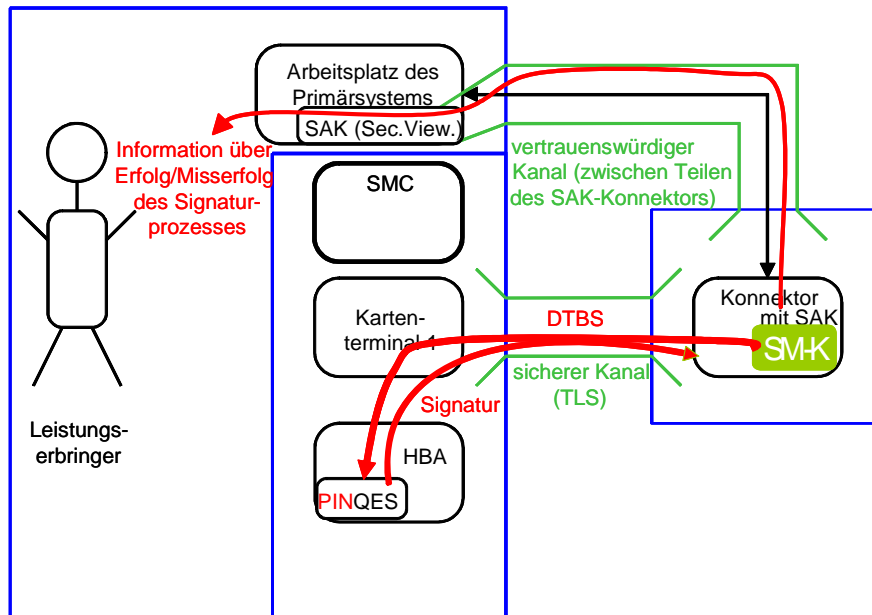 Arbeitsplatz des
Primärsystems
SAK (Sec.View.)
Information über
Erfolg/Misserfolg
des Signatur-
prozesses
vertrauenswürdiger
Kanal (zwischen Teilen
des SAK-Konnektors)
SMC
Karten-
terminal 1
DTBS
Konnektor
mit SAK
SM-K
sicherer Kanal
(TLS)
Signatur
Leistungs-
erbringer
HBA
PINQES